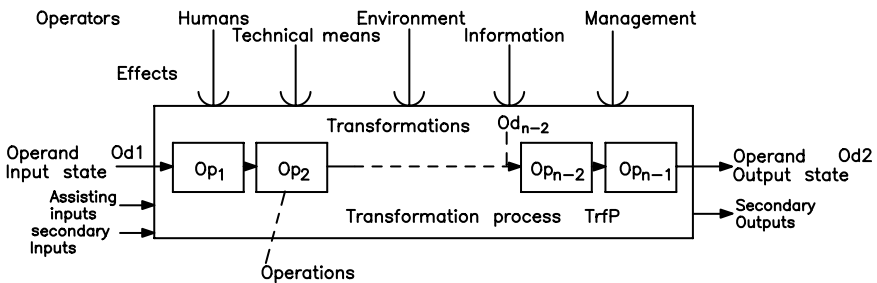 Operators Humans Environment Management
Technical means Information
Effects
Transformations Od_{n-2}
Operand Od1
Input state
Op_1 Op_2 Op_{n-2} Op_{n-1}
Operand Od2
Output state
Assisting
inputs
secondary
Inputs
Transformation process TrfP
Secondary
Outputs
Operations